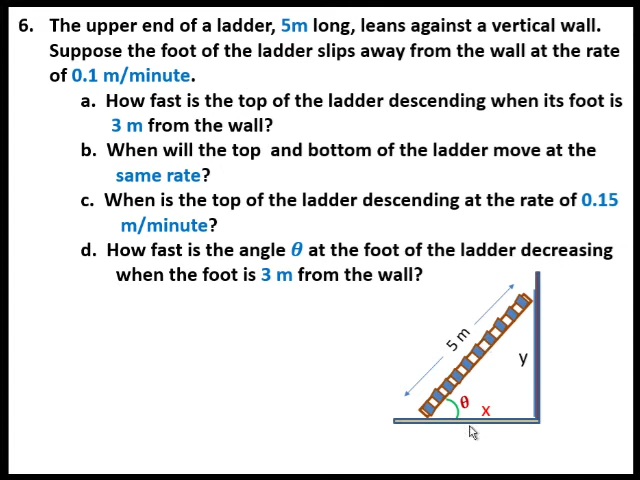 6. The upper end of a ladder, 5m long, leans against a vertical wall.
Suppose the foot of the ladder slips away from the wall at the rate
of 0.1 m/minute.
a. How fast is the top of the ladder descending when its foot is
3 m from the wall?
b. When will the top and bottom of the ladder move at the
same rate?
c. When is the top of the ladder descending at the rate of 0.15
m/minute?
d. How fast is the angle θ at the foot of the ladder decreasing
when the foot is 3 m from the wall?
5 m
y
θ
x